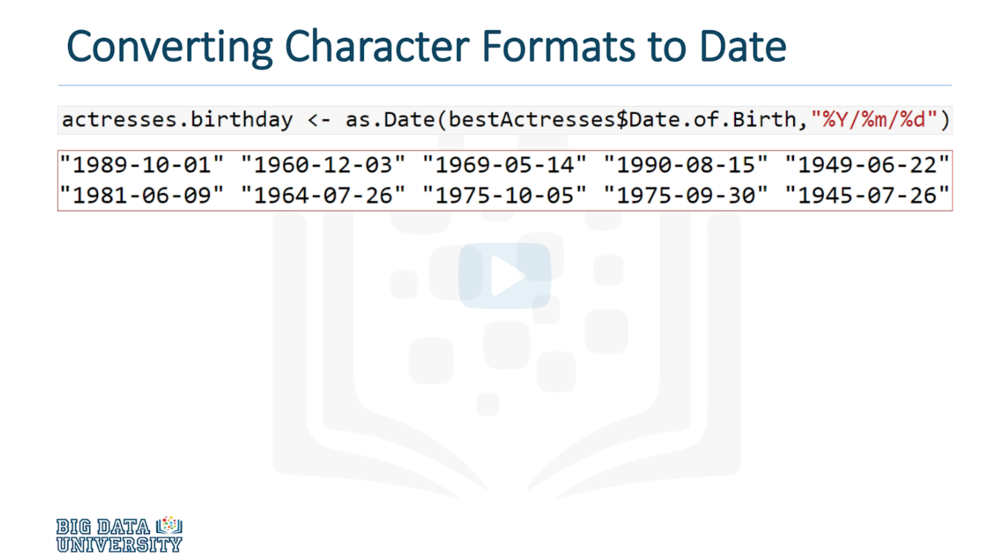 Converting Character Formats to Date
actresses.birthday <- as.Date(bestActresses$Date.of.Birth,"%Y/%m/%d")
"1989-10-01" "1960-12-03" "1969-05-14" "1990-08-15" "1949-06-22"
"1981-06-09" "1964-07-26" "1975-10-05" "1975-09-30" "1945-07-26"
BIG DATA
UNIVERSITY